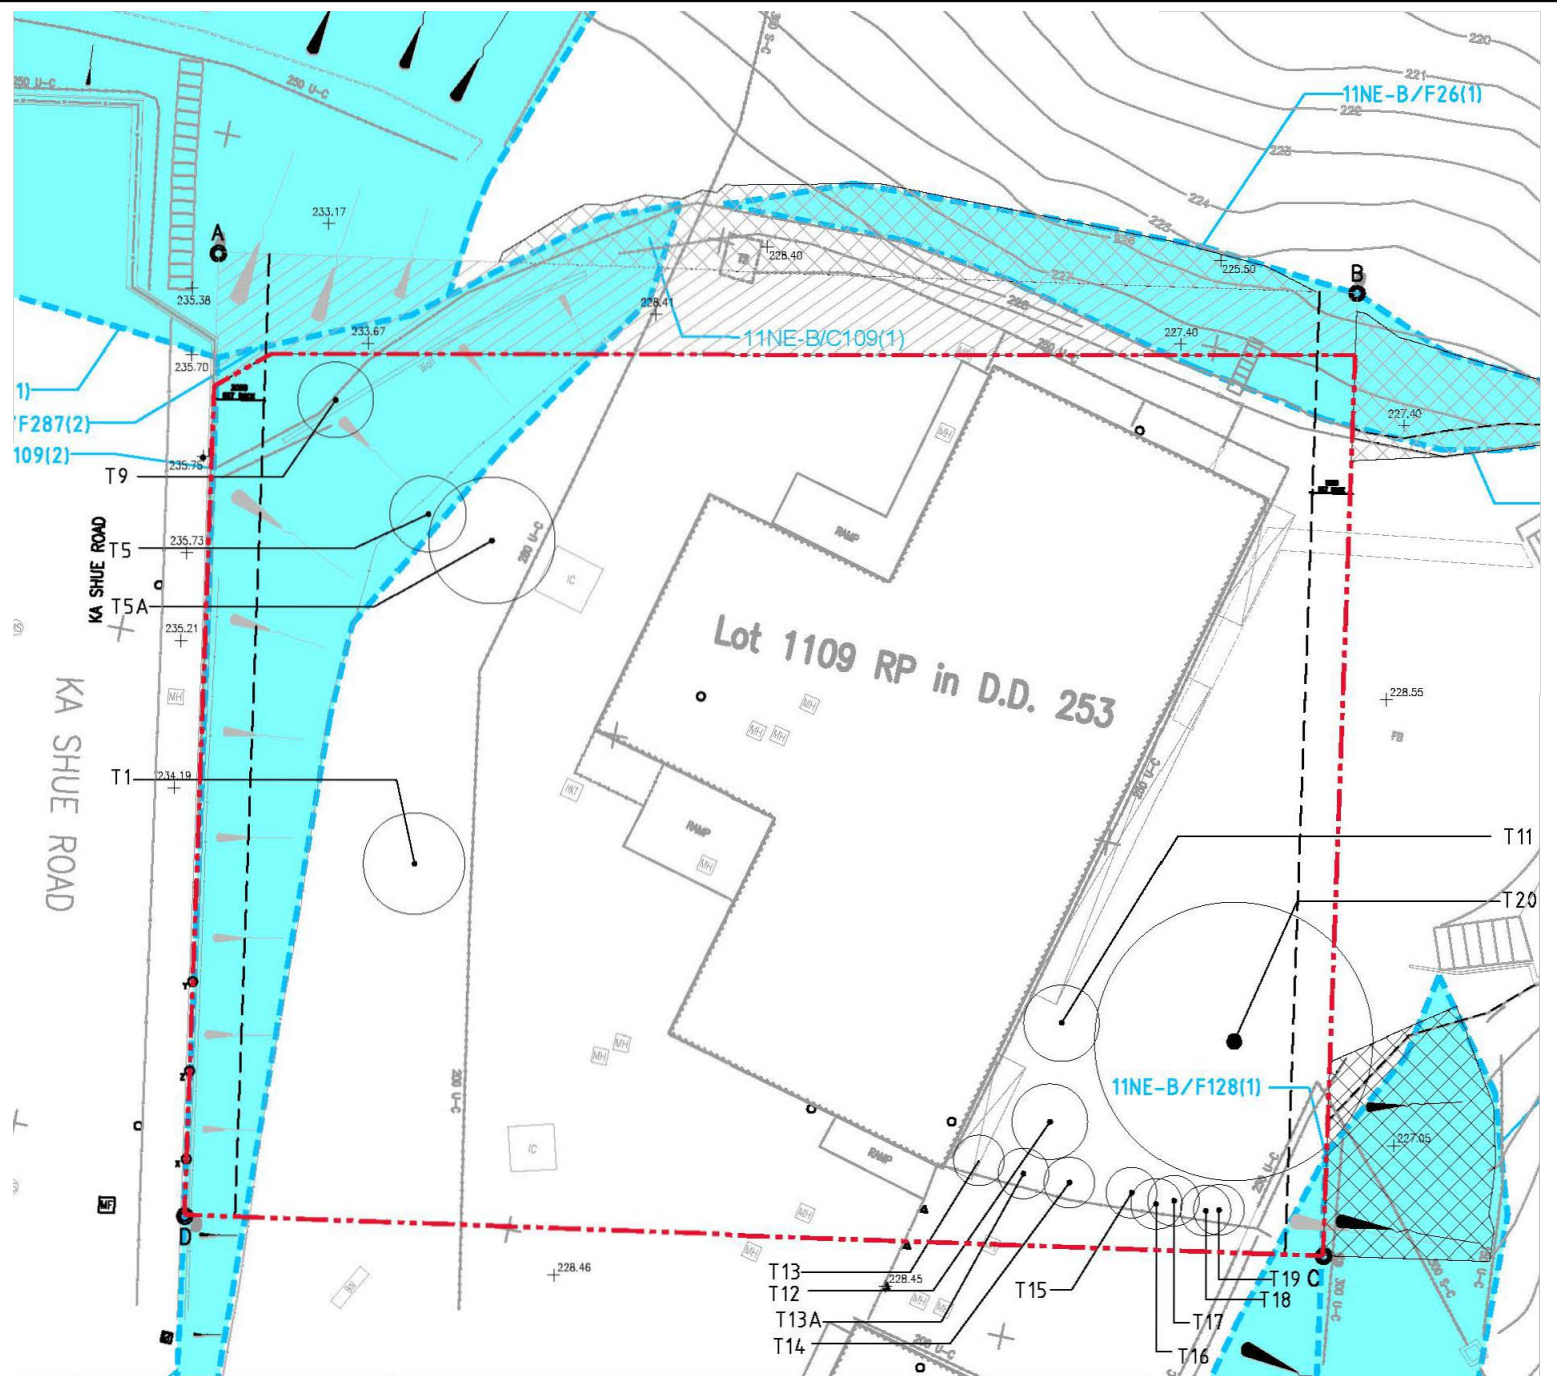 220
221
222
223
224
225
226
227
228
11NE-B/F26(1)
250 U-C
250 U-C
233.17
A
235.38
B
228.40
225.50
228.41
233.67
235.70
11NE-B/C109(1)
227.40
227.40
1)
F287(2)
109(2)
235.75
T9
T5
T5A
235.73
235.21
KA SHUE ROAD
KA SHUE ROAD
MH
T1
234.19
IC
MH
RAMP
Lot 1109 RP in D.D. 253
MH
MH
MH
RAMP
MH
228.55
250 U-C
T11
T20
11NE-B/F128(1)
227.05
MH
MH
200 U-C
Y
Z
X
IC
RAMP
D
228.46
MH
MH
T13
T12
T13A
T14
228.45
MH
MH
T15
T19
C
T18
T17
T16
300 U-C